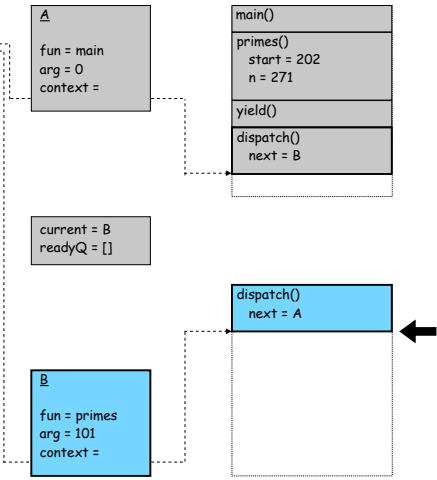 A
fun = main
arg = 0
context =
main()
primes()
start = 202
n = 271
yield()
dispatch()
next = B
current = B
readyQ = []
dispatch()
next = A
B
fun = primes
arg = 101
context =